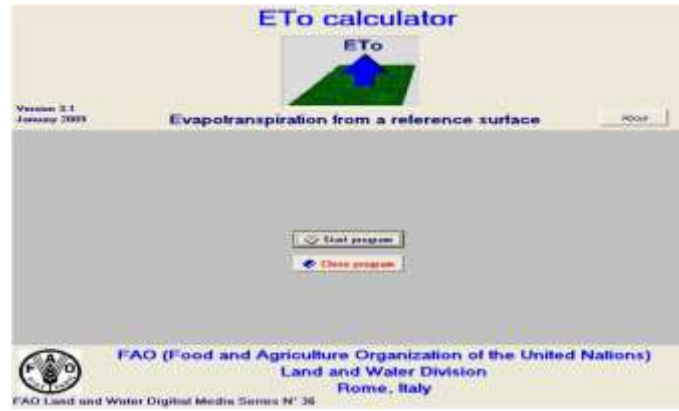 ETo calculator
ETo
Version 3.1
January 2009
Evapotranspiration from a reference surface
About
Start program
Close program
FAO (Food and Agriculture Organization of the United Nations)
Land and Water Division
Rome, Italy
FAO Land and Water Digital Media Series N° 36